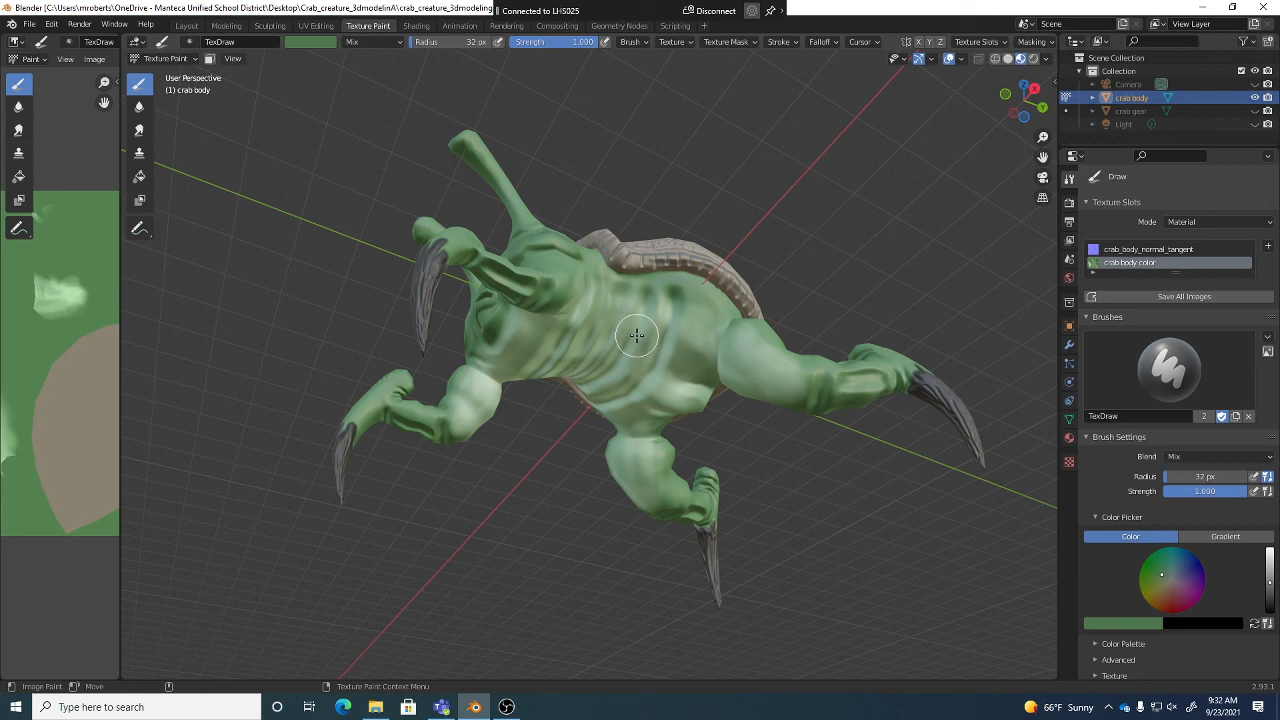 Blender [C:\Users\mroberts\OneDrive - Manteca Unified School District\Desktop\Crab_creature_3dmodelinA\crab_creature_3dmodeling
Connected to LHS025
Disconnect
File Edit Render Window Help
Layout Modeling Sculpting UV Editing Texture Paint Shading Animation Rendering Compositing Geometry Nodes Scripting
Scene
View Layer
TexDraw
TexDraw
Mix
Radius 32 px
Strength 1.000
Brush Texture Texture Mask Stroke Falloff Cursor
X Y Z
Texture Slots Masking
Paint View Image
Texture Paint View
User Perspective
(1) crab body
X
Y
Z
Scene Collection
Collection
Camera
crab body
crab gear
Light
Draw
Texture Slots
Mode Material
crab_body_normal_tangent
crab body color
Save All Images
Brushes
TexDraw 2
Brush Settings
Blend Mix
Radius 32 px
Strength 1.000
Color Picker
Color Gradient
Color Palette
Advanced
Texture
Image Paint Move Texture Paint Context Menu 2.93.1
Type here to search
66°F Sunny
9:32 AM
9/23/2021